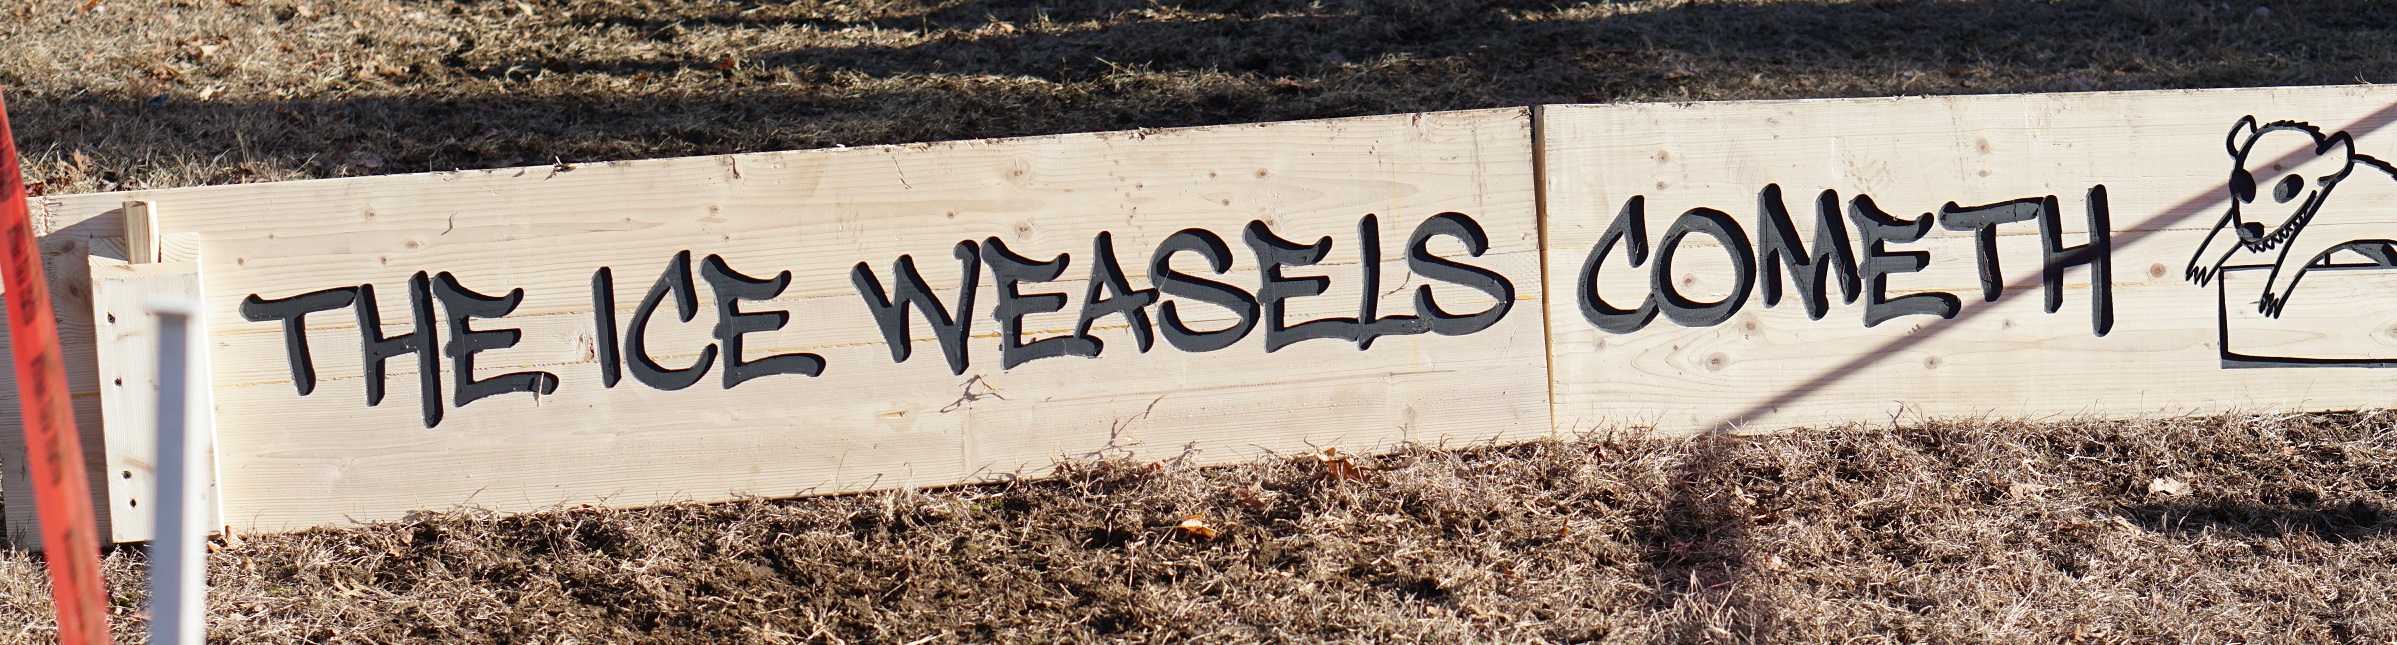 THE ICE WEASELS COMETH